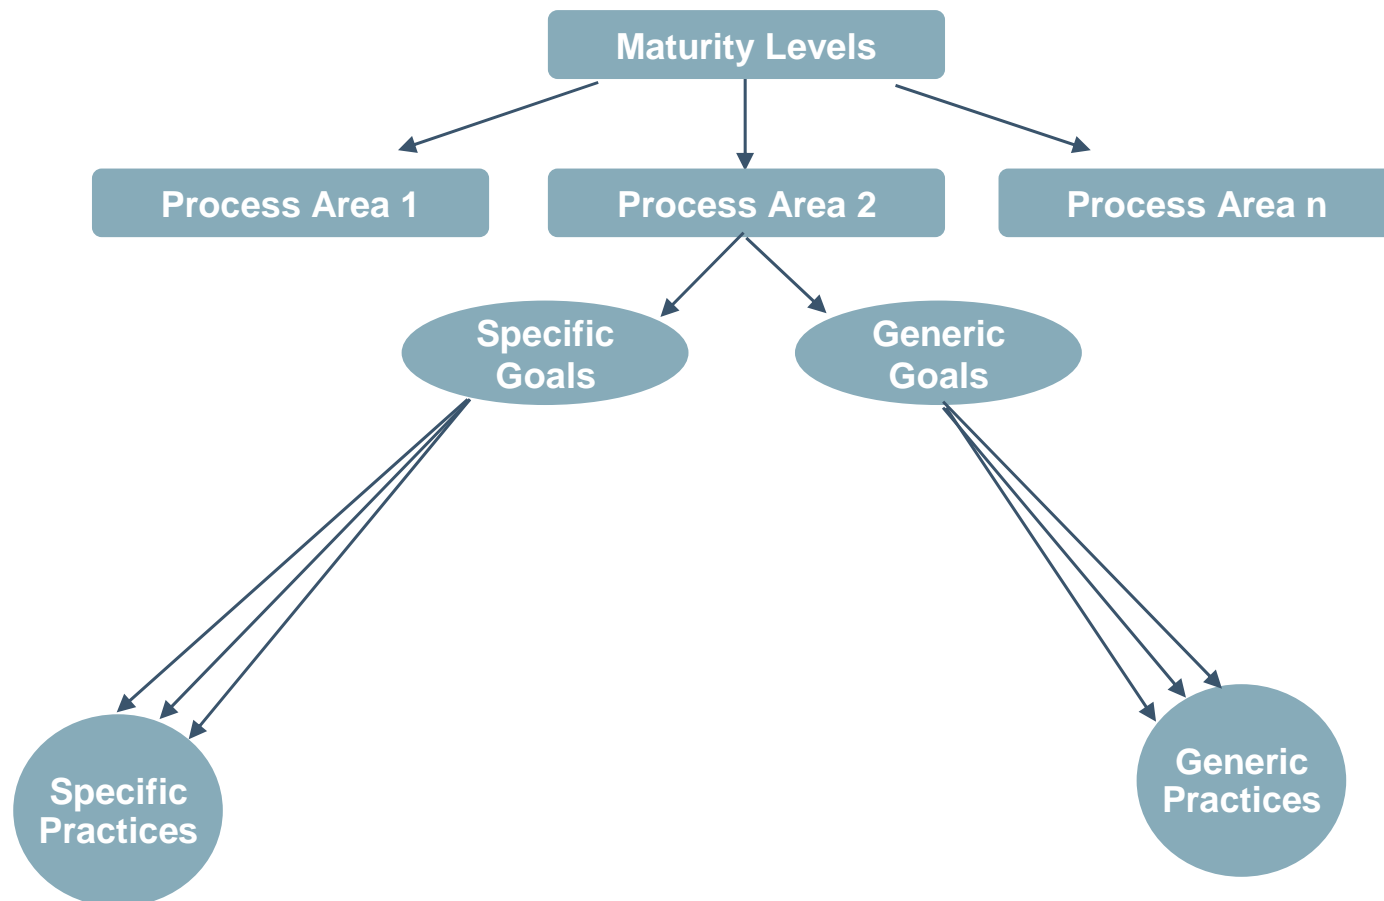 Maturity Levels
Process Area 1
Process Area 2
Process Area n
Specific
Goals
Generic
Goals
Specific
Practices
Generic
Practices